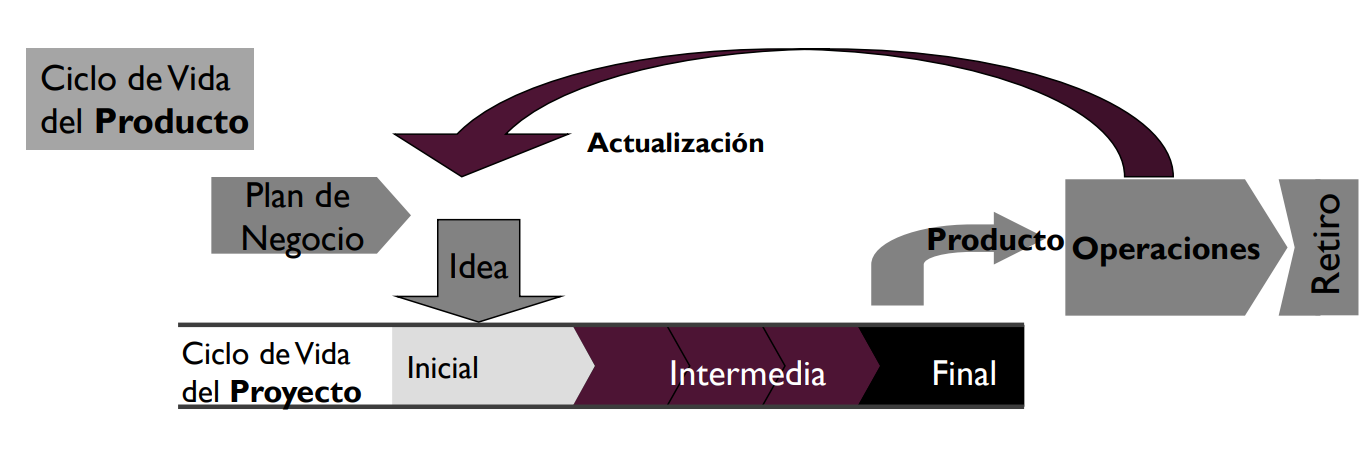 Ciclo de Vida
del Producto
Actualización
Plan de
Negocio
Idea
Producto
Operaciones
Retiro
Ciclo de Vida
del Proyecto
Inicial
Intermedia
Final